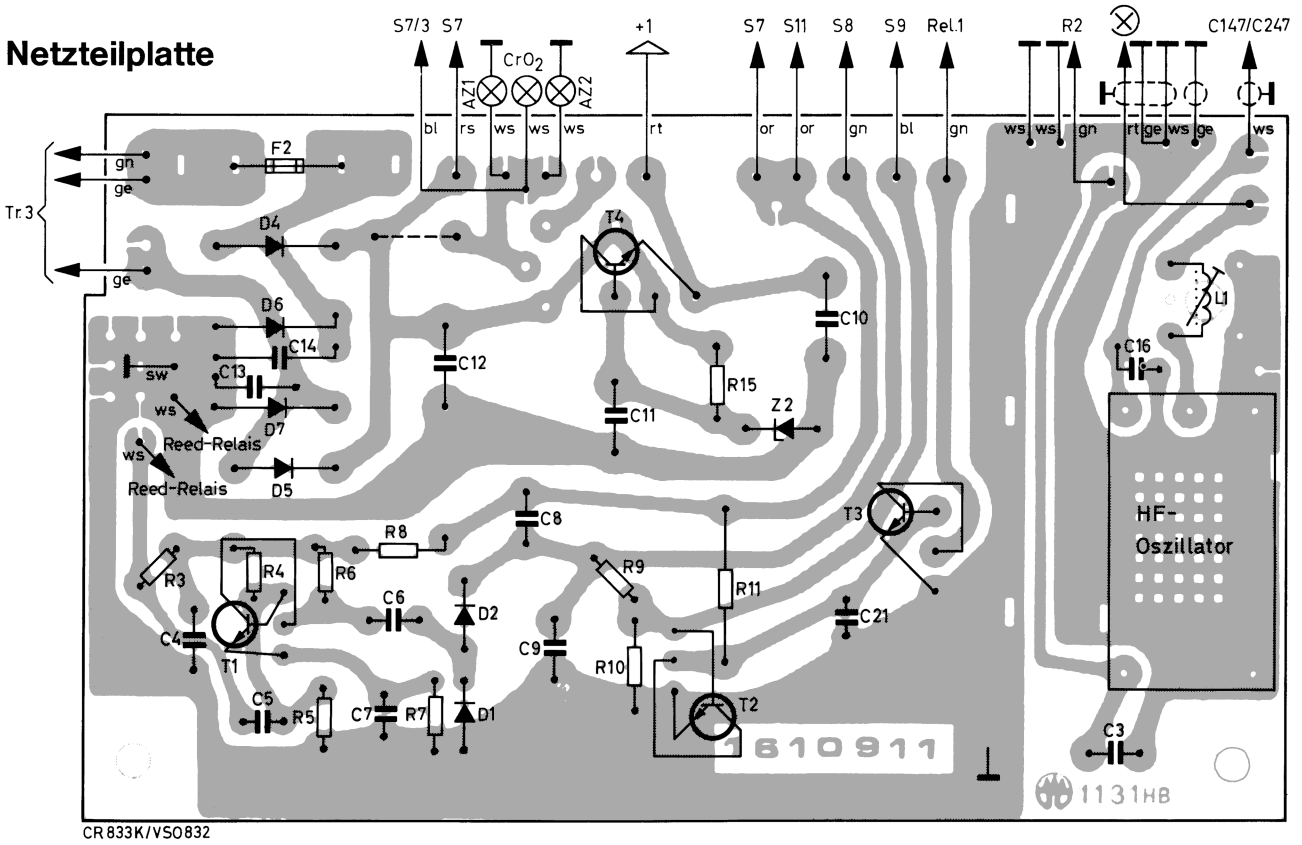 Netzteilplatte
S7/3 S7 +1 S7 S11 S8 S9 Rel.1 R2 C147/C247
AZ1 CrO₂ AZ2
bl rs ws ws ws rt or or gn bl gn ws ws gn rt ge ws ge ws
gn F2
Tr.3 ge
D4 T4
ge
D6 L1
C14 C10
C12 C16
sw C13 R15
ws D7 C11 Z2
Reed-Relais
ws
Reed-Relais D5
C8 T3 HF-
R8 Oszillator
R3 R4 R6 R9 R11
C6 D2 C21
C4 C9
T1 R10
C5 R5 C7 R7 D1 T2
1610911 C3
1131HB
CR833K/VSO832